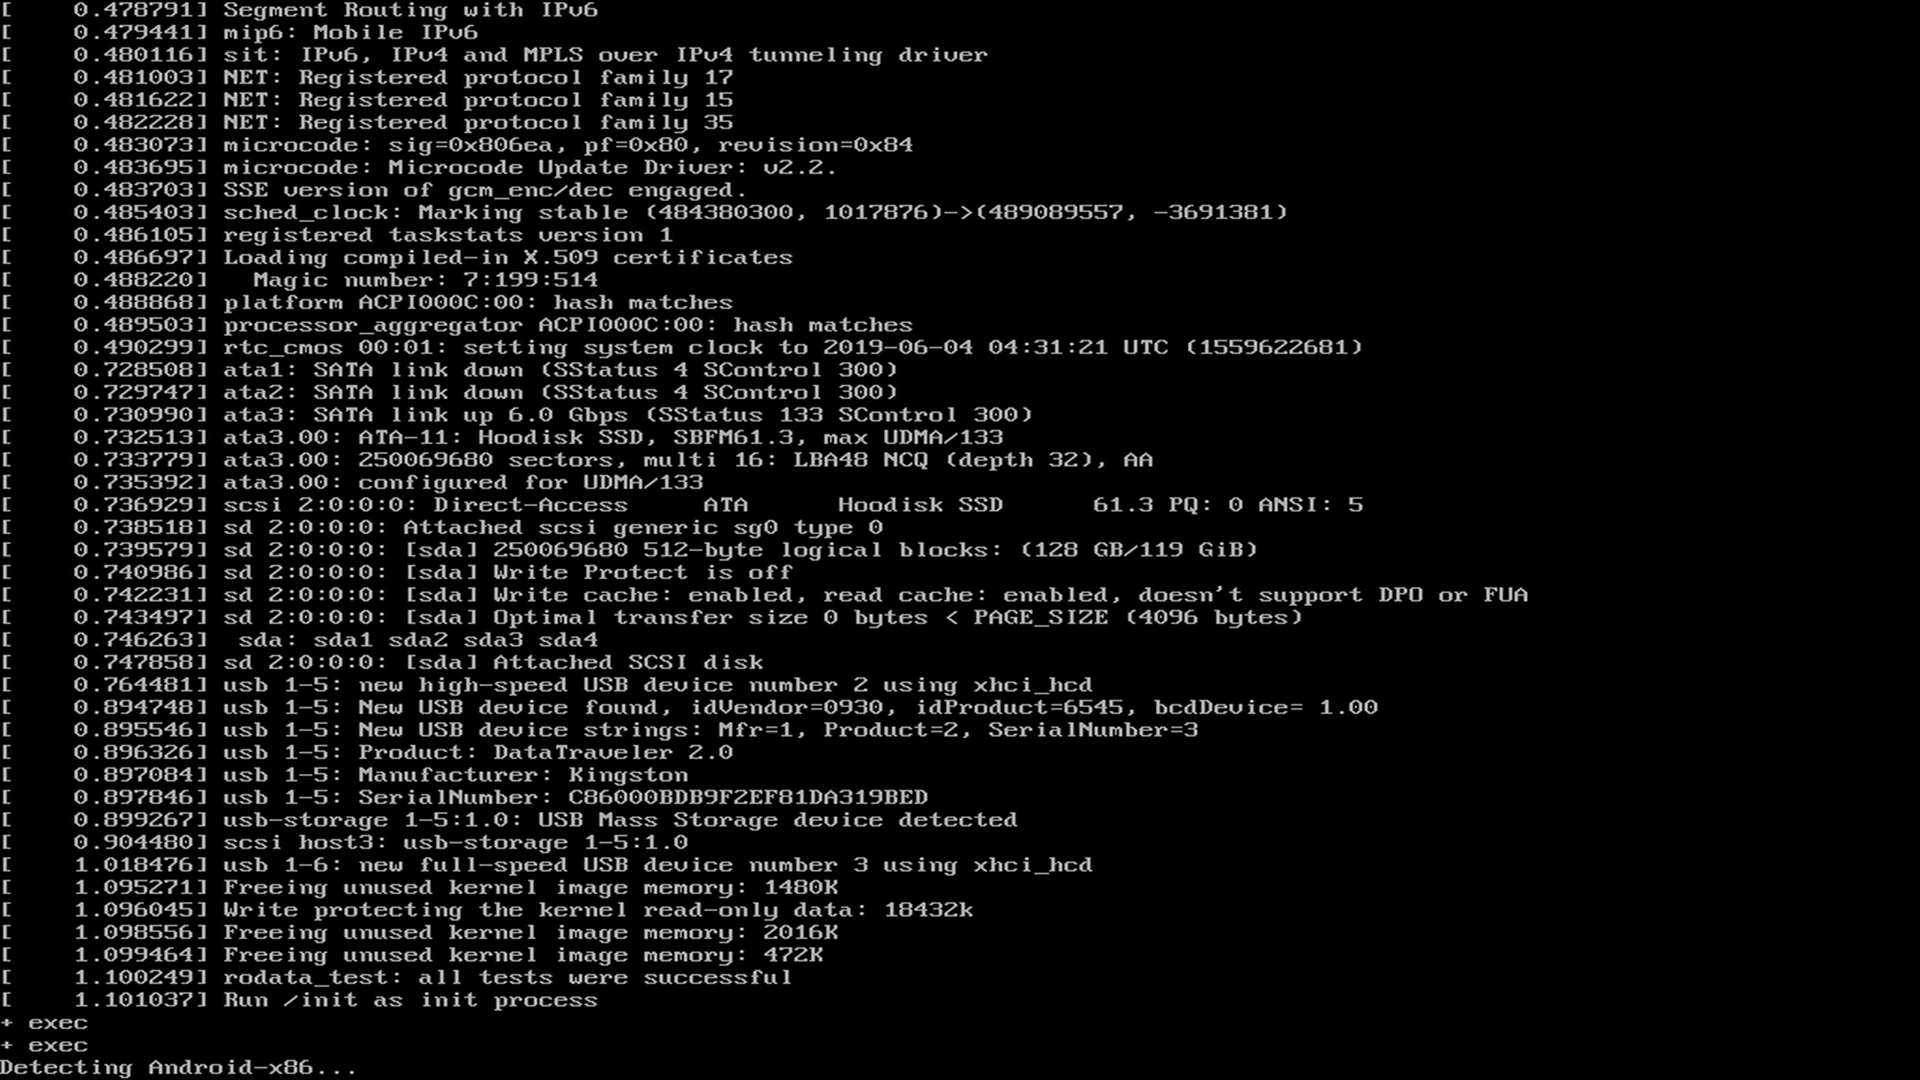 [    0.478791] Segment Routing with IPv6
[    0.479441] mip6: Mobile IPv6
[    0.480116] sit: IPv6, IPv4 and MPLS over IPv4 tunneling driver
[    0.481003] NET: Registered protocol family 17
[    0.481622] NET: Registered protocol family 15
[    0.482228] NET: Registered protocol family 35
[    0.483073] microcode: sig=0x806ea, pf=0x80, revision=0x84
[    0.483695] microcode: Microcode Update Driver: v2.2.
[    0.483703] SSE version of gcm_enc/dec engaged.
[    0.485403] sched_clock: Marking stable (484380300, 1017876)->(489089557, -3691381)
[    0.486105] registered taskstats version 1
[    0.486697] Loading compiled-in X.509 certificates
[    0.488220]   Magic number: 7:199:514
[    0.488868] platform ACPI000C:00: hash matches
[    0.489503] processor_aggregator ACPI000C:00: hash matches
[    0.490299] rtc_cmos 00:01: setting system clock to 2019-06-04 04:31:21 UTC (1559622681)
[    0.728508] ata1: SATA link down (SStatus 4 SControl 300)
[    0.729747] ata2: SATA link down (SStatus 4 SControl 300)
[    0.730990] ata3: SATA link up 6.0 Gbps (SStatus 133 SControl 300)
[    0.732513] ata3.00: ATA-11: Hoodisk SSD, SBFM61.3, max UDMA/133
[    0.733779] ata3.00: 250069680 sectors, multi 16: LBA48 NCQ (depth 32), AA
[    0.735392] ata3.00: configured for UDMA/133
[    0.736929] scsi 2:0:0:0: Direct-Access     ATA      Hoodisk SSD      61.3 PQ: 0 ANSI: 5
[    0.738518] sd 2:0:0:0: Attached scsi generic sg0 type 0
[    0.739579] sd 2:0:0:0: [sda] 250069680 512-byte logical blocks: (128 GB/119 GiB)
[    0.740986] sd 2:0:0:0: [sda] Write Protect is off
[    0.742231] sd 2:0:0:0: [sda] Write cache: enabled, read cache: enabled, doesn't support DPO or FUA
[    0.743497] sd 2:0:0:0: [sda] Optimal transfer size 0 bytes < PAGE_SIZE (4096 bytes)
[    0.746263]  sda: sda1 sda2 sda3 sda4
[    0.747858] sd 2:0:0:0: [sda] Attached SCSI disk
[    0.764481] usb 1-5: new high-speed USB device number 2 using xhci_hcd
[    0.894748] usb 1-5: New USB device found, idVendor=0930, idProduct=6545, bcdDevice= 1.00
[    0.895546] usb 1-5: New USB device strings: Mfr=1, Product=2, SerialNumber=3
[    0.896326] usb 1-5: Product: DataTraveler 2.0
[    0.897084] usb 1-5: Manufacturer: Kingston
[    0.897846] usb 1-5: SerialNumber: C86000BDB9F2EF81DA319BED
[    0.899267] usb-storage 1-5:1.0: USB Mass Storage device detected
[    0.904480] scsi host3: usb-storage 1-5:1.0
[    1.018476] usb 1-6: new full-speed USB device number 3 using xhci_hcd
[    1.095271] Freeing unused kernel image memory: 1480K
[    1.096045] Write protecting the kernel read-only data: 18432k
[    1.098556] Freeing unused kernel image memory: 2016K
[    1.099464] Freeing unused kernel image memory: 472K
[    1.100249] rodata_test: all tests were successful
[    1.101037] Run /init as init process
+ exec
+ exec
Detecting Android-x86...